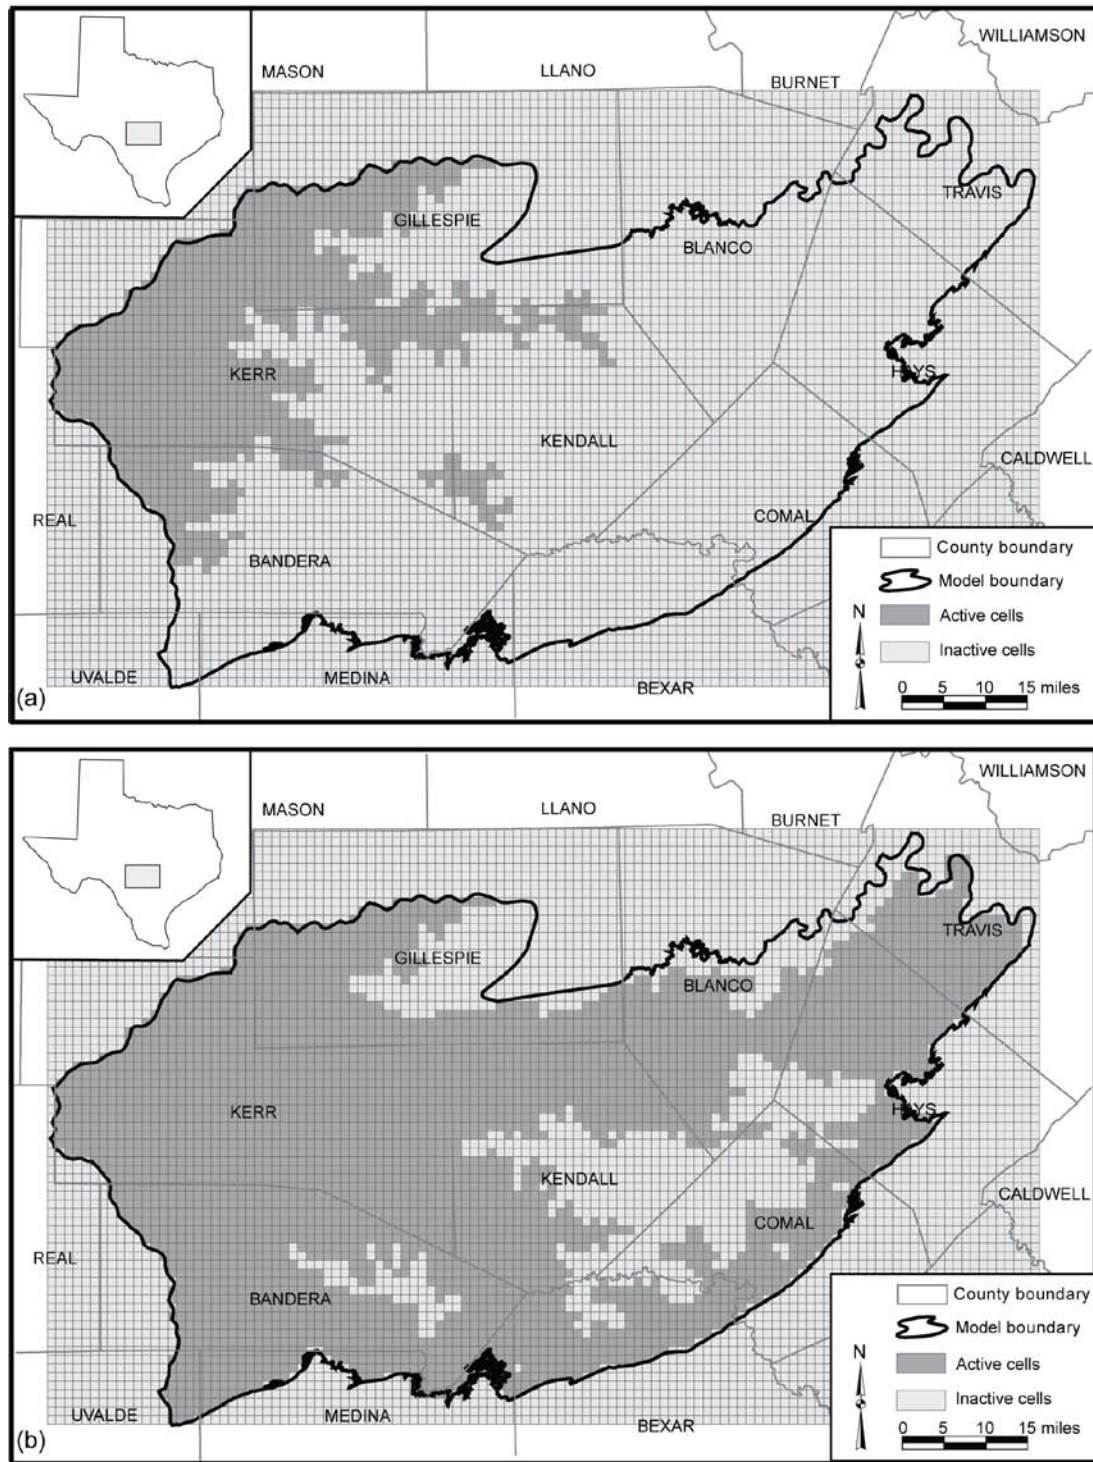 WILLIAMSON
MASON
LLANO
BURNET
TRAVIS
GILLESPIE
BLANCO
HAYS
KERR
KENDALL
CALDWELL
COMAL
REAL
BANDERA
UVALDE
MEDINA
BEXAR
County boundary
Model boundary
Active cells
Inactive cells
N
0 5 10 15 miles
(a)
WILLIAMSON
MASON
LLANO
BURNET
TRAVIS
GILLESPIE
BLANCO
KERR
HAYS
KENDALL
CALDWELL
COMAL
REAL
BANDERA
UVALDE
MEDINA
BEXAR
County boundary
Model boundary
Active cells
Inactive cells
N
0 5 10 15 miles
(b)